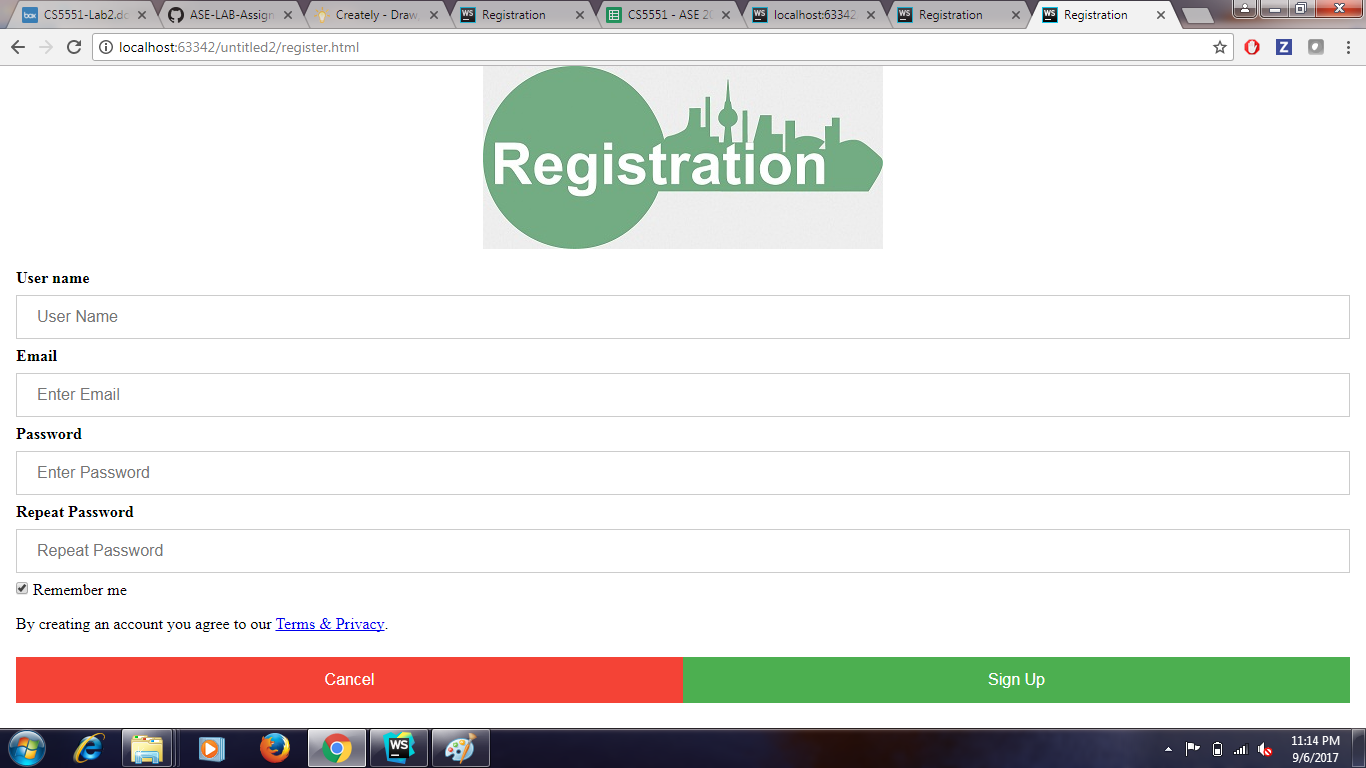 CS5551-Lab2.do
ASE-LAB-Assign
Creately - Draw
Registration
CS5551 - ASE 20
localhost:63342
Registration
Registration
localhost:63342/untitled2/register.html
Registration
User name
User Name
Email
Enter Email
Password
Enter Password
Repeat Password
Repeat Password
Remember me
By creating an account you agree to our Terms & Privacy.
Cancel
Sign Up
11:14 PM
9/6/2017